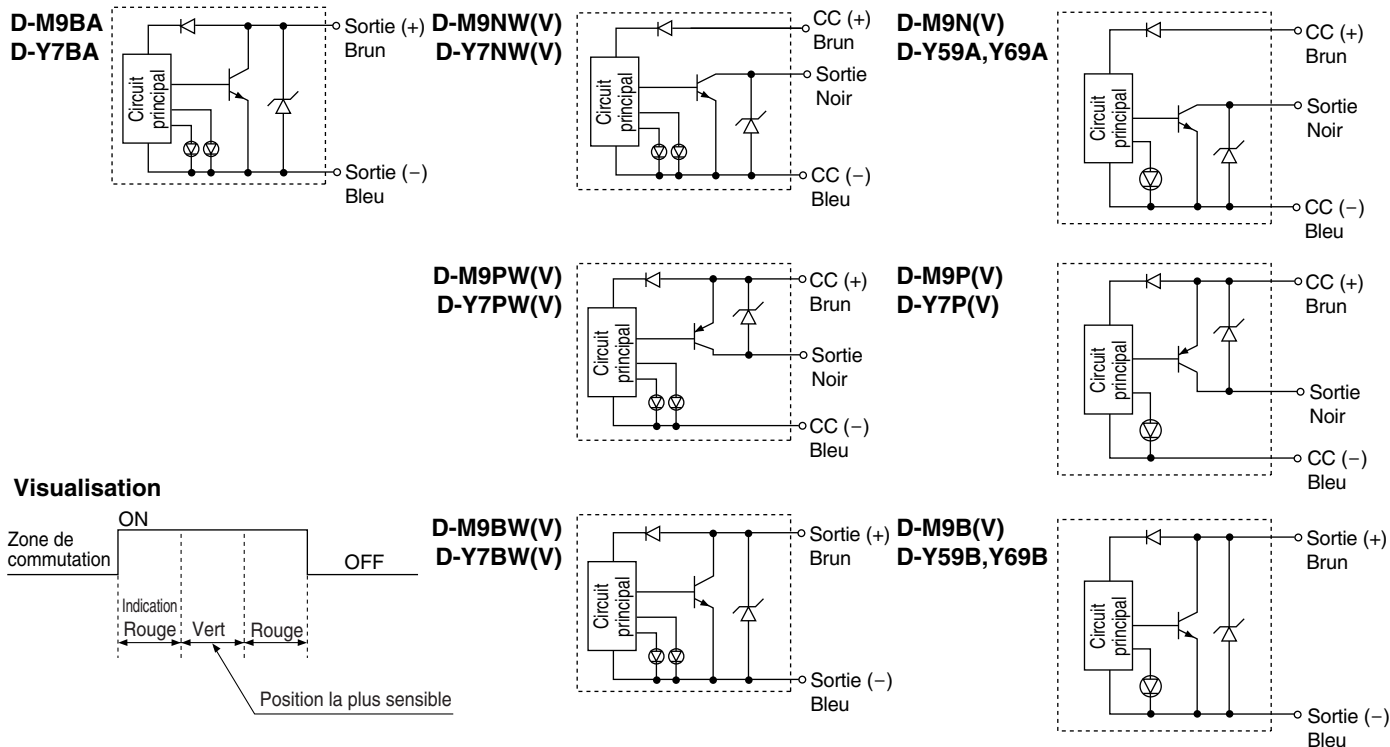 D-M9BA
D-Y7BA
Circuit
principal
Sortie (+)
Brun
Sortie (−)
Bleu
D-M9NW(V)
D-Y7NW(V)
Circuit
principal
CC (+)
Brun
Sortie
Noir
CC (−)
Bleu
D-M9N(V)
D-Y59A,Y69A
Circuit
principal
CC (+)
Brun
Sortie
Noir
CC (−)
Bleu
D-M9PW(V)
D-Y7PW(V)
Circuit
principal
CC (+)
Brun
Sortie
Noir
CC (−)
Bleu
D-M9P(V)
D-Y7P(V)
Circuit
principal
CC (+)
Brun
Sortie
Noir
CC (−)
Bleu
Visualisation
ON
Zone de
commutation
OFF
Indication
Rouge
Vert
Rouge
Position la plus sensible
D-M9BW(V)
D-Y7BW(V)
Circuit
principal
Sortie (+)
Brun
Sortie (−)
Bleu
D-M9B(V)
D-Y59B,Y69B
Circuit
principal
Sortie (+)
Brun
Sortie (−)
Bleu